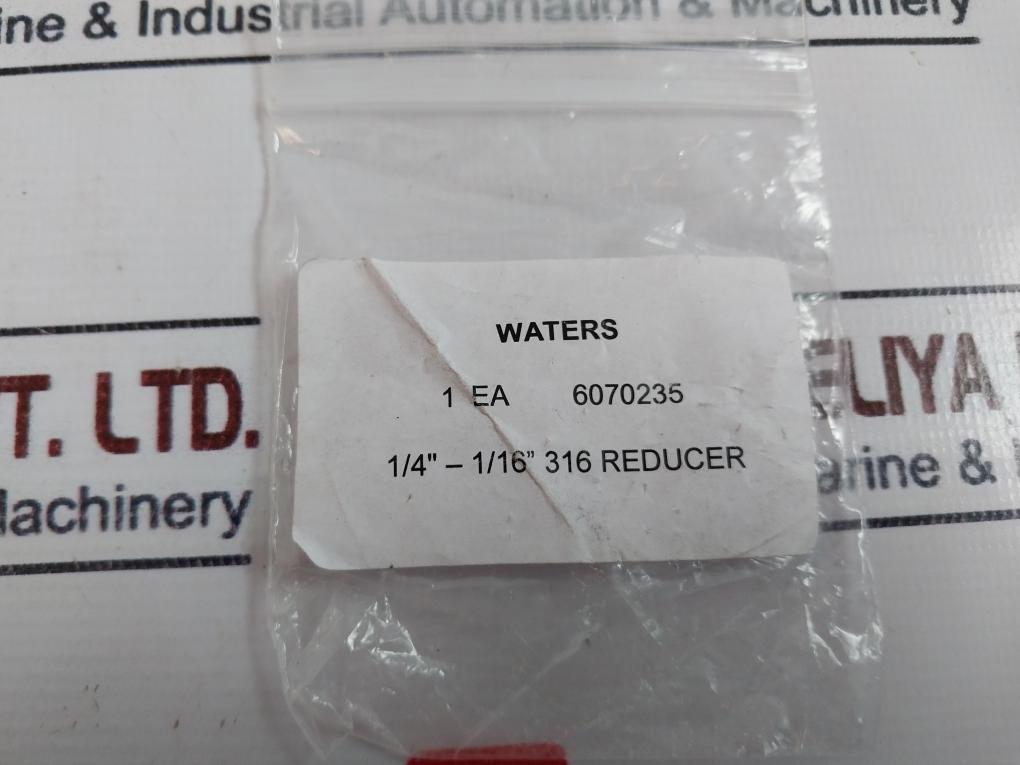 ine & Industrial Automation & Machinery
WATERS
1 EA 6070235
1/4" – 1/16” 316 REDUCER
T. LTD.
Machinery
ELIYA
arine &